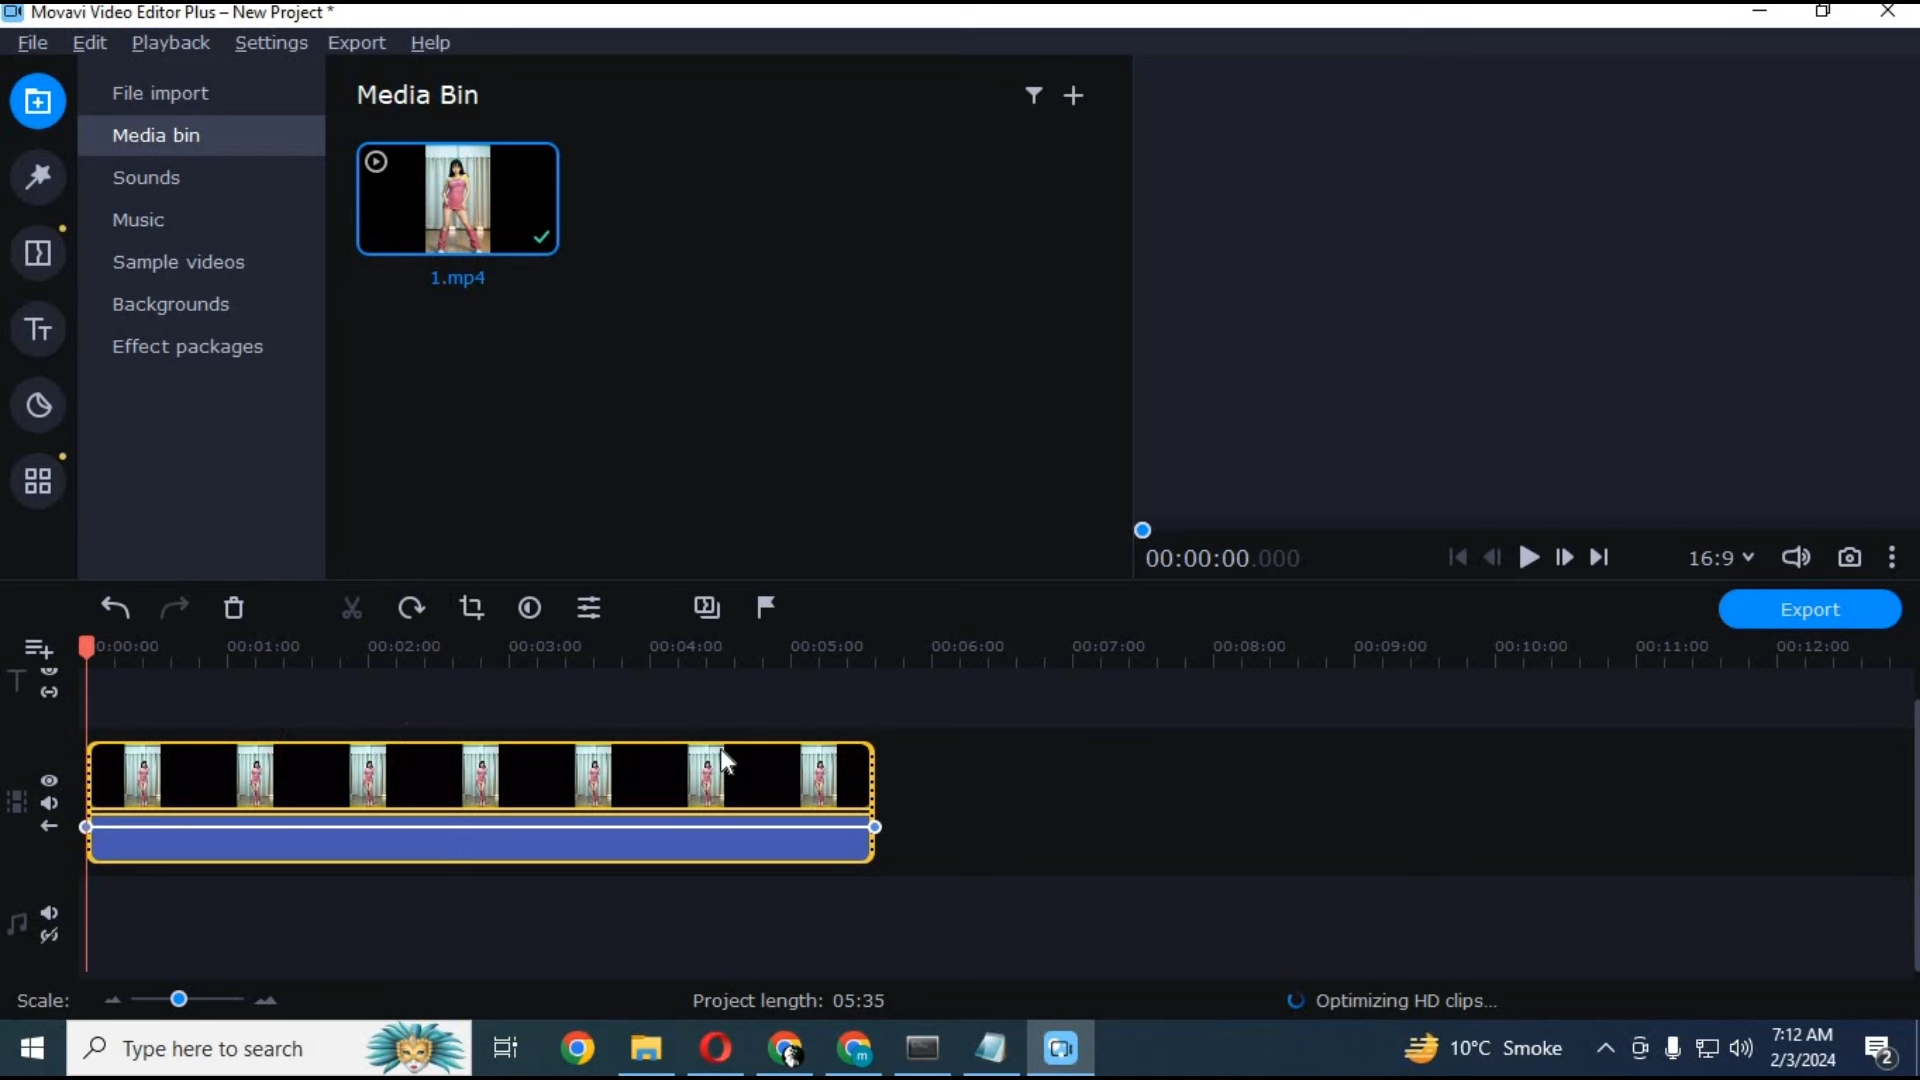 Movavi Video Editor Plus – New Project *
File Edit Playback Settings Export Help
File import
Media bin
Sounds
Music
Sample videos
Backgrounds
Effect packages
Media Bin
1.mp4
00:00:00.000
16:9
Export
0:00:00 00:01:00 00:02:00 00:03:00 00:04:00 00:05:00 00:06:00 00:07:00 00:08:00 00:09:00 00:10:00 00:11:00 00:12:00
Scale:
Project length: 05:35
Optimizing HD clips...
Type here to search
10°C Smoke
7:12 AM
2/3/2024
2